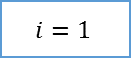 i = 1